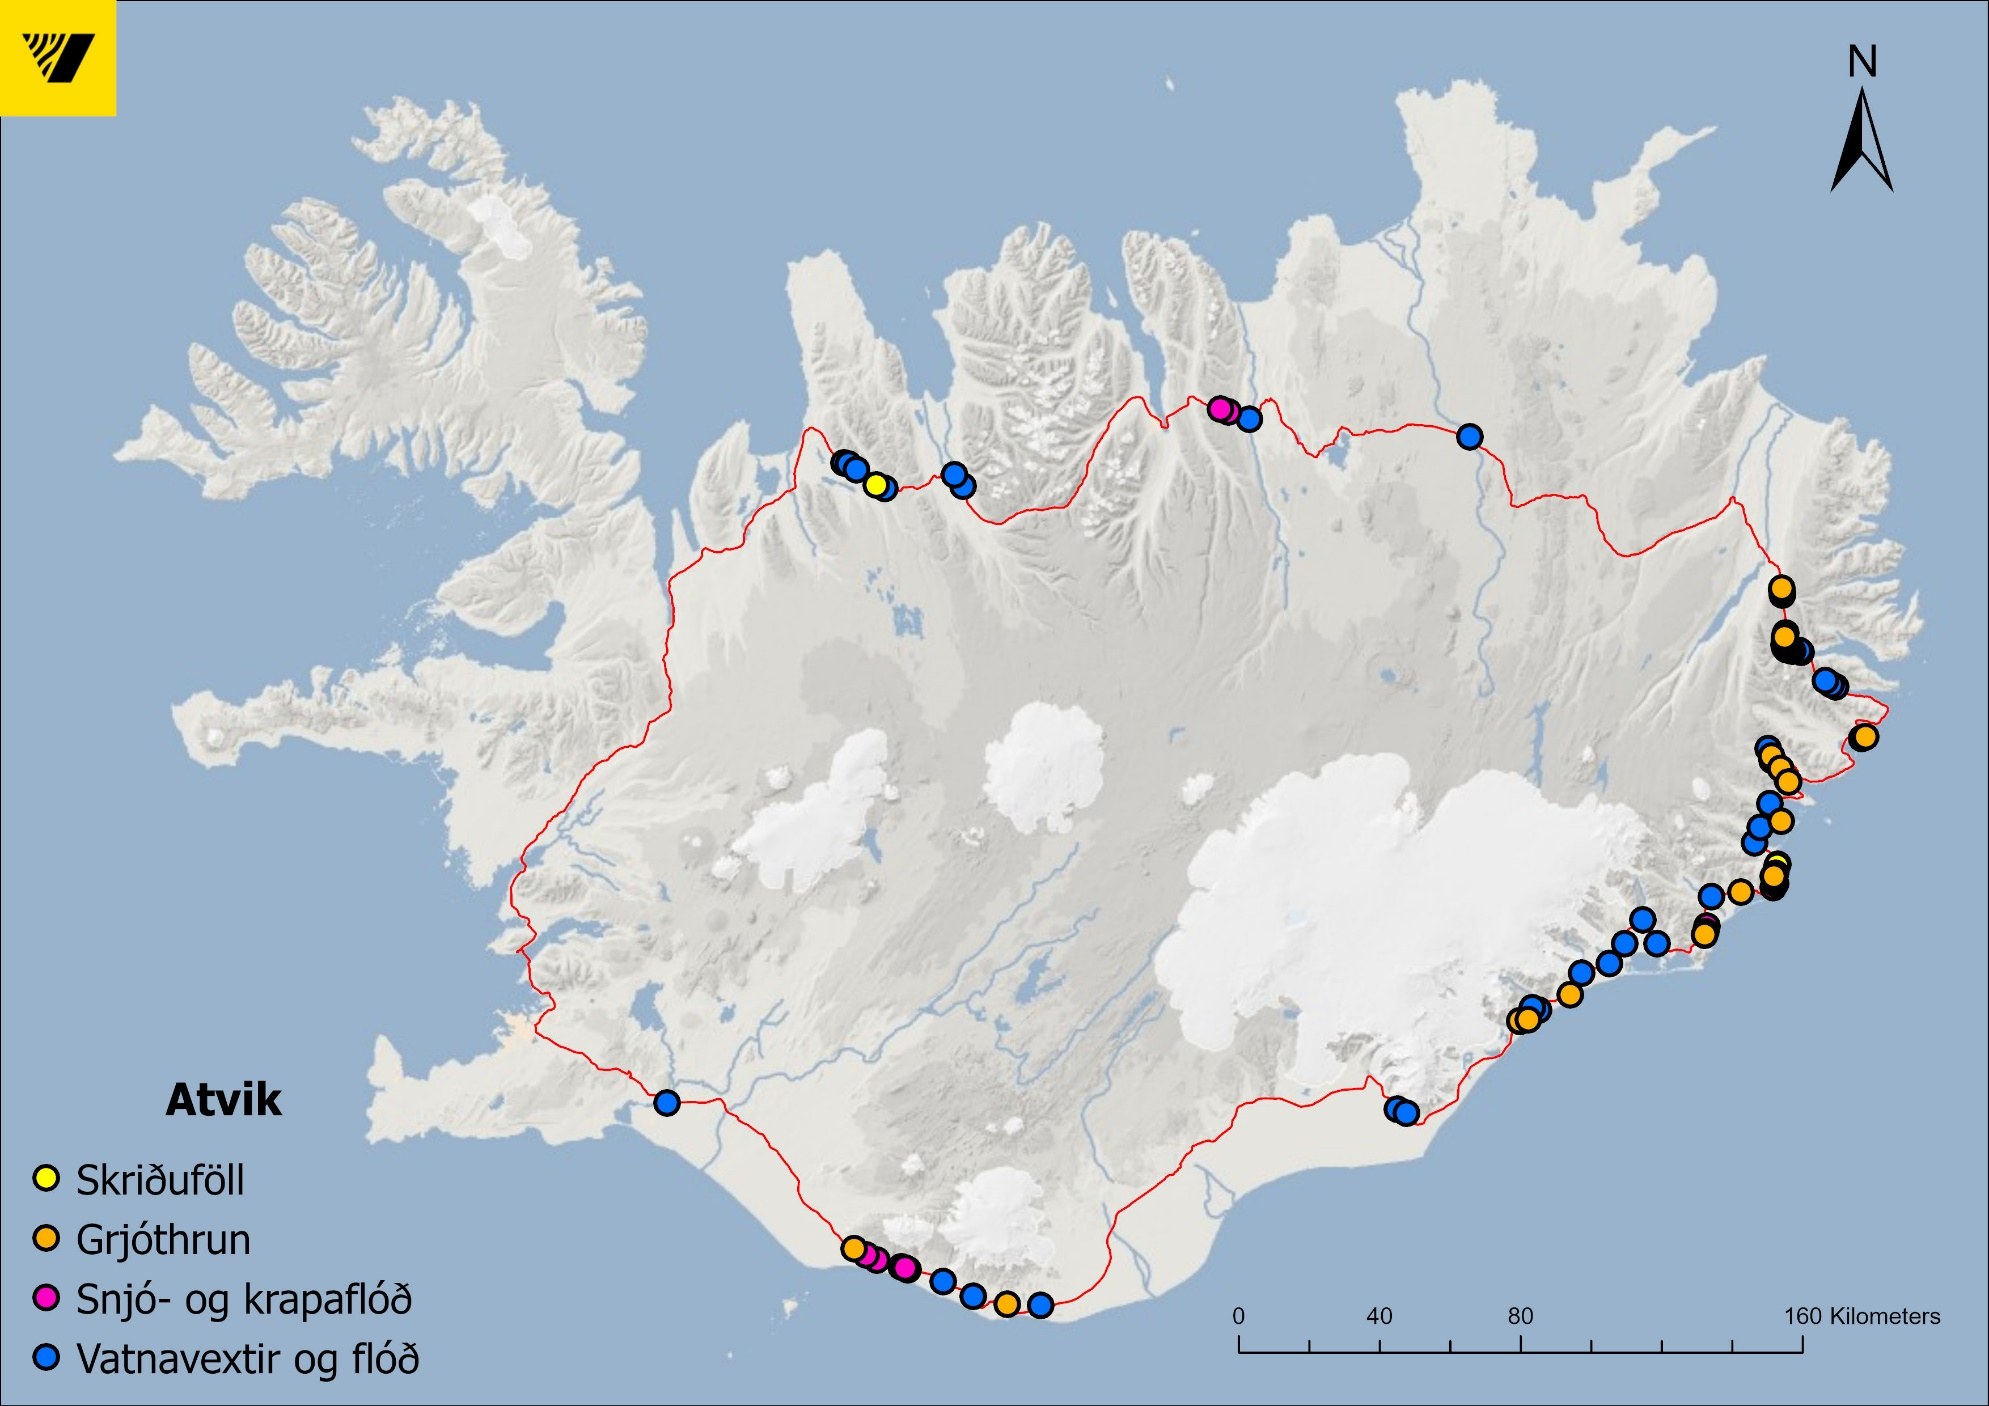 N
Atvik
Skriðuföll
Grjóthrun
Snjó- og krapaflóð
Vatnavextir og flóð
0 40 80 160 Kilometers